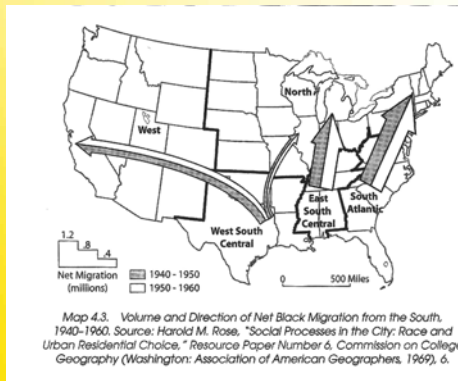 North
West
East
South
Central
South
Atlantic
West South
Central
1.2
.8
.4
Net Migration
(millions)
1940 - 1950
1950 - 1960
0 500 Miles
Map 4.3. Volume and Direction of Net Black Migration from the South,
1940-1960. Source: Harold M. Rose, "Social Processes in the City: Race and
Urban Residential Choice," Resource Paper Number 6, Commission on College
Geography (Washington: Association of American Geographers, 1969), 6.